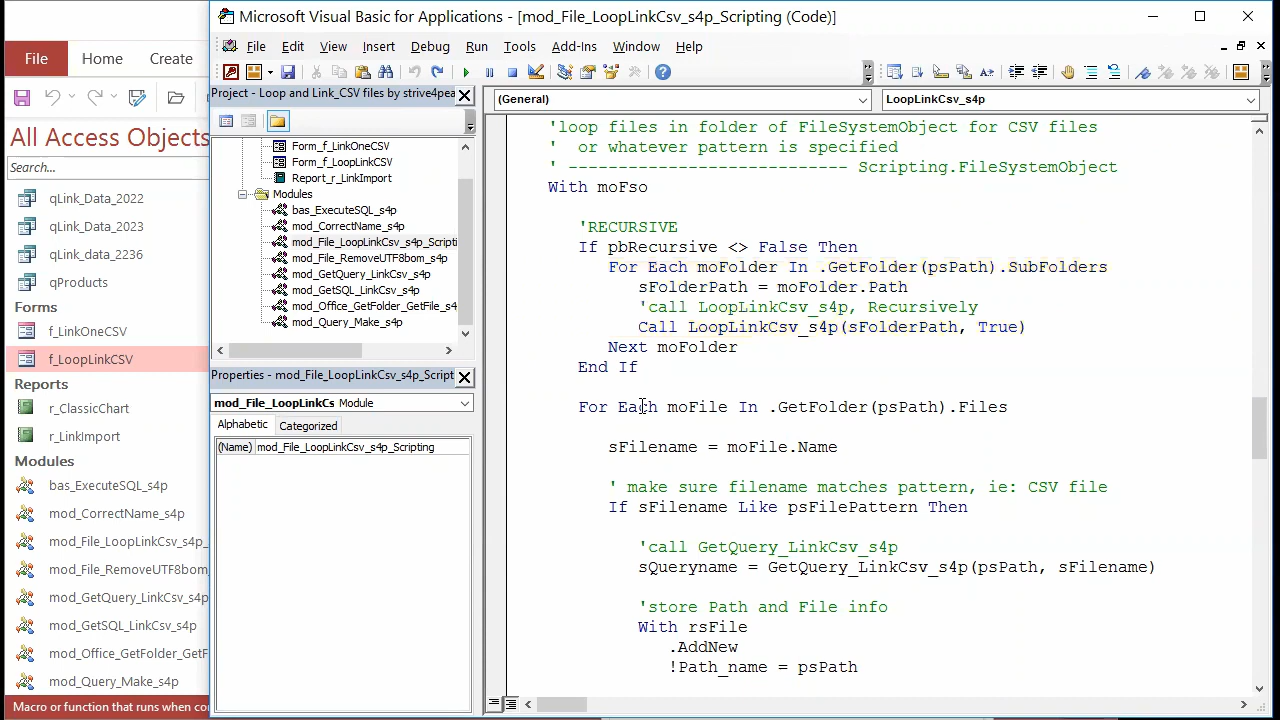 Microsoft Visual Basic for Applications - [mod_File_LoopLinkCsv_s4p_Scripting (Code)]
File Edit View Insert Debug Run Tools Add-Ins Window Help
File Home Create
All Access Objects
Search...
qLink_Data_2022
qLink_Data_2023
qLink_data_2236
qProducts
Forms
f_LinkOneCSV
f_LoopLinkCSV
Reports
r_ClassicChart
r_LinkImport
Modules
bas_ExecuteSQL_s4p
mod_CorrectName_s4p
mod_File_LoopLinkCsv_s4p_
mod_File_RemoveUTF8bom_
mod_GetQuery_LinkCsv_s4p
mod_GetSQL_LinkCsv_s4p
mod_Office_GetFolder_GetF
mod_Query_Make_s4p
Macro or function that runs when co
Project - Loop and Link_CSV files by strive4pea
Form_f_LinkOneCSV
Form_f_LoopLinkCSV
Report_r_LinkImport
Modules
bas_ExecuteSQL_s4p
mod_CorrectName_s4p
mod_File_LoopLinkCsv_s4p_Scripti
mod_File_RemoveUTF8bom_s4p
mod_GetQuery_LinkCsv_s4p
mod_GetSQL_LinkCsv_s4p
mod_Office_GetFolder_GetFile_s4
mod_Query_Make_s4p
Properties - mod_File_LoopLinkCsv_s4p_Script
mod_File_LoopLinkCs Module
Alphabetic Categorized
(Name) mod_File_LoopLinkCsv_s4p_Scripting
(General) LoopLinkCsv_s4p
'loop files in folder of FileSystemObject for CSV files
' or whatever pattern is specified
' ---------------------------- Scripting.FileSystemObject
With moFso
'RECURSIVE
If pbRecursive <> False Then
For Each moFolder In .GetFolder(psPath).SubFolders
sFolderPath = moFolder.Path
'call LoopLinkCsv_s4p, Recursively
Call LoopLinkCsv_s4p(sFolderPath, True)
Next moFolder
End If
For Each moFile In .GetFolder(psPath).Files
sFilename = moFile.Name
' make sure filename matches pattern, ie: CSV file
If sFilename Like psFilePattern Then
'call GetQuery_LinkCsv_s4p
sQueryname = GetQuery_LinkCsv_s4p(psPath, sFilename)
'store Path and File info
With rsFile
.AddNew
!Path_name = psPath